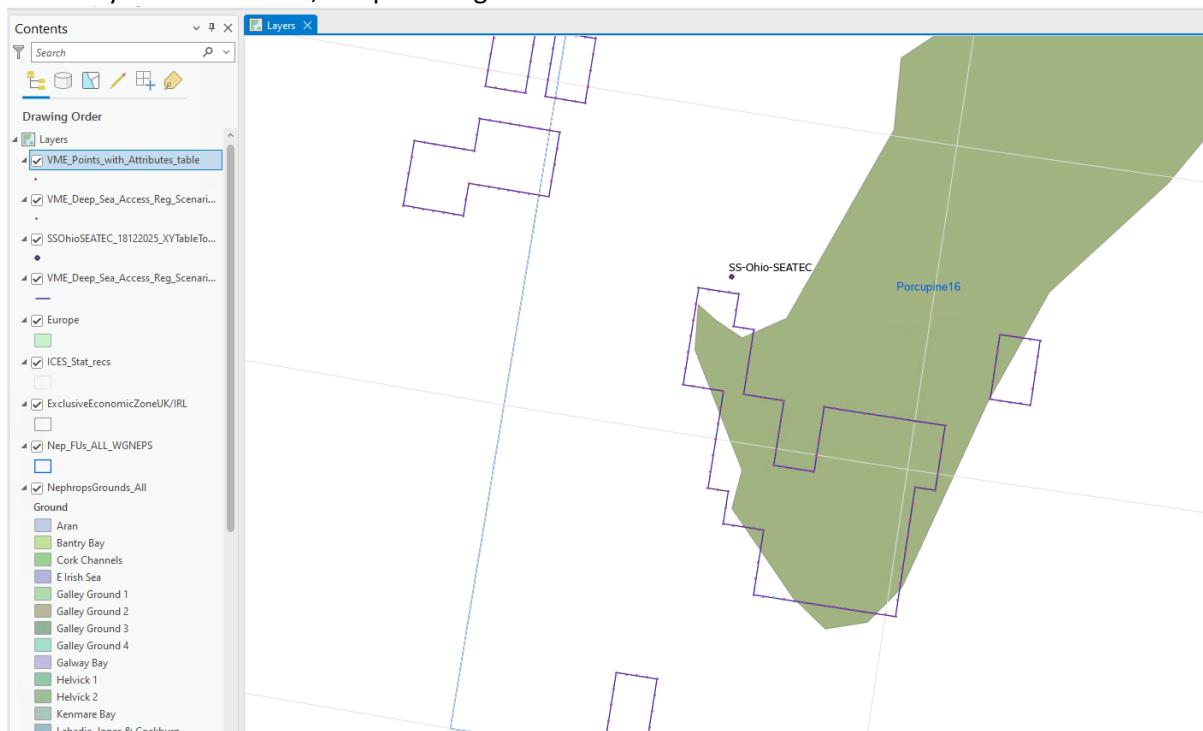 Contents
Search
Drawing Order
Layers
VME_Points_with_Attributes_table
VME_Deep_Sea_Access_Reg_Scenari...
SSOhioSEATEC_18122025_XYTableTo...
VME_Deep_Sea_Access_Reg_Scenari...
Europe
ICES_Stat_recs
ExclusiveEconomicZoneUK/IRL
Nep_FUs_ALL_WGNEPS
NephropsGrounds_All
Ground
Aran
Bantry Bay
Cork Channels
E Irish Sea
Galley Ground 1
Galley Ground 2
Galley Ground 3
Galley Ground 4
Galway Bay
Helvick 1
Helvick 2
Kenmare Bay
Layers
SS-Ohio-SEATEC
Porcupine16